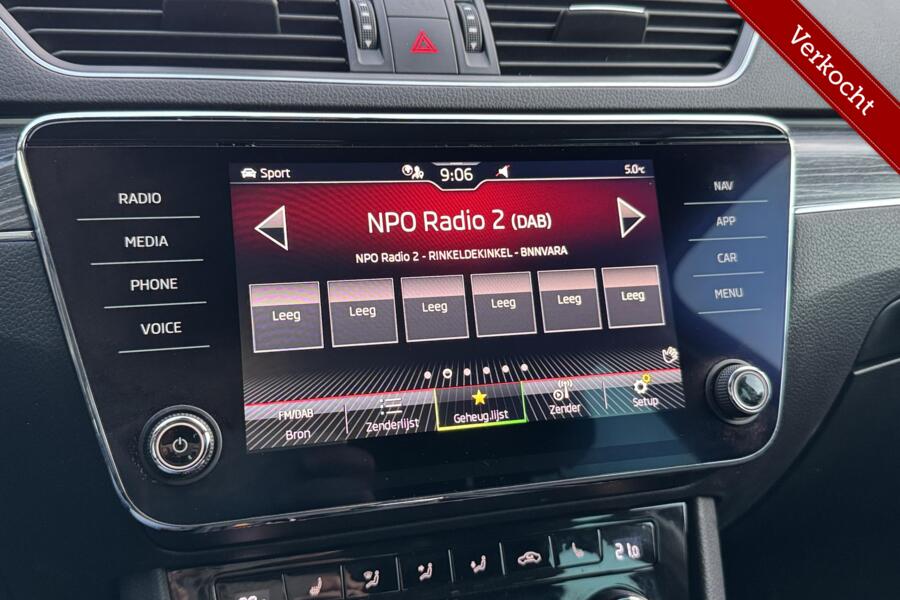 Verkocht
Sport
9:06
5.0°C
RADIO
MEDIA
PHONE
VOICE
NAV
APP
CAR
MENU
NPO Radio 2 (DAB)
NPO Radio 2 - RINKELDEKINKEL - BNNVARA
Leeg
Leeg
Leeg
Leeg
Leeg
Leeg
FM/DAB
Bron
Zenderlijst
Geheug.lijst
Zender
Setup
21.0